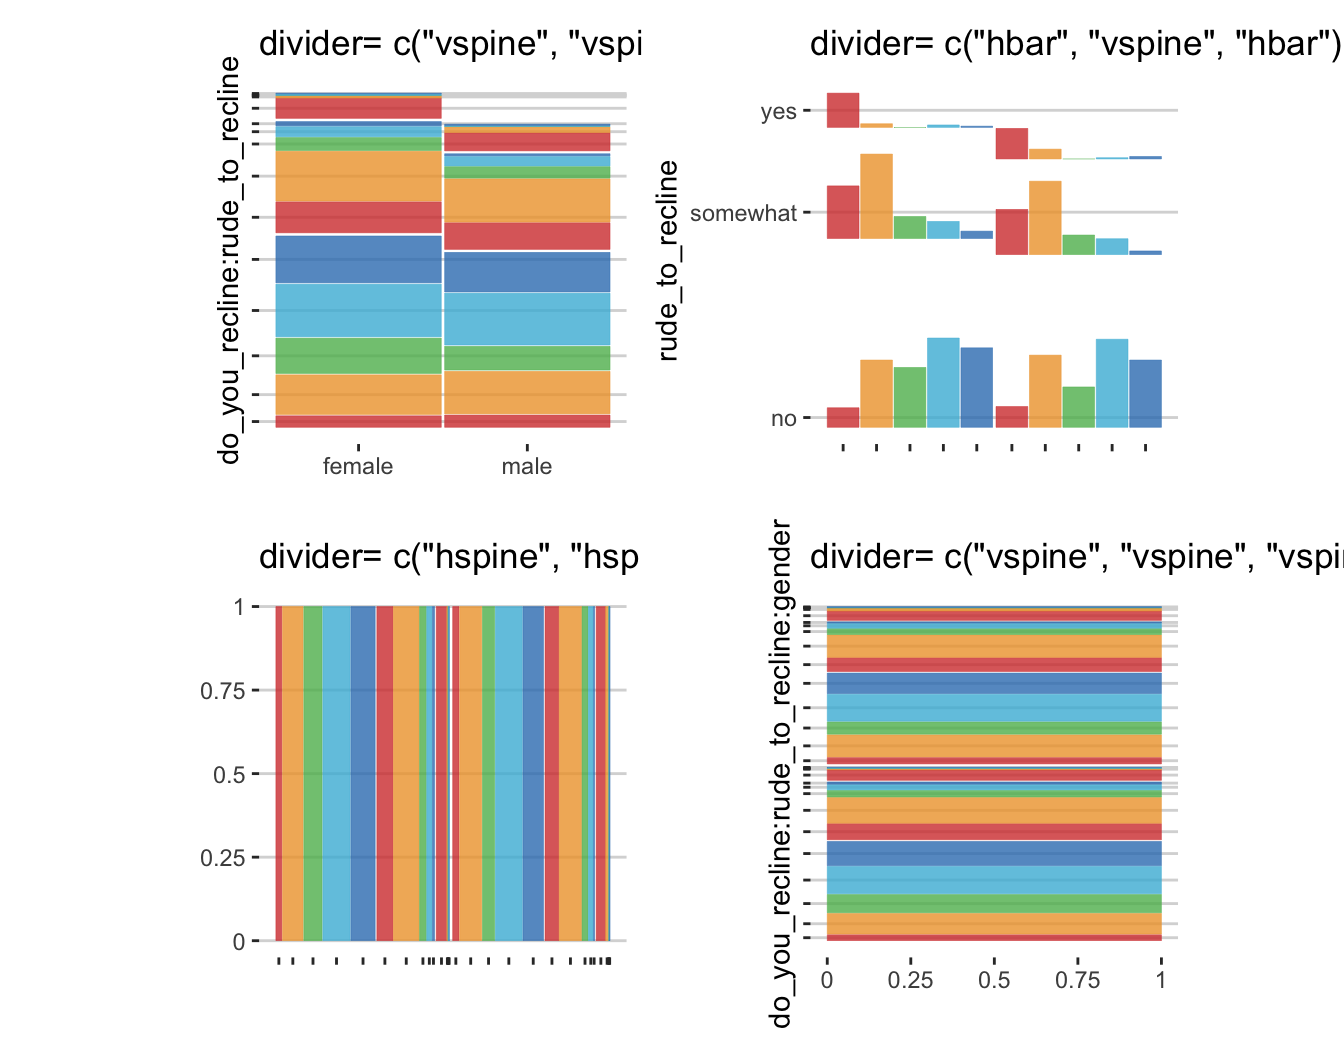 divider= c("vspine", "vspi
do_you_recline:rude_to_recline
female
male
divider= c("hbar", "vspine", "hbar")
rude_to_recline
yes
somewhat
no
divider= c("hspine", "hsp
1
0.75
0.5
0.25
0
divider= c("vspine", "vspine", "vspi
do_you_recline:rude_to_recline:gender
0
0.25
0.5
0.75
1